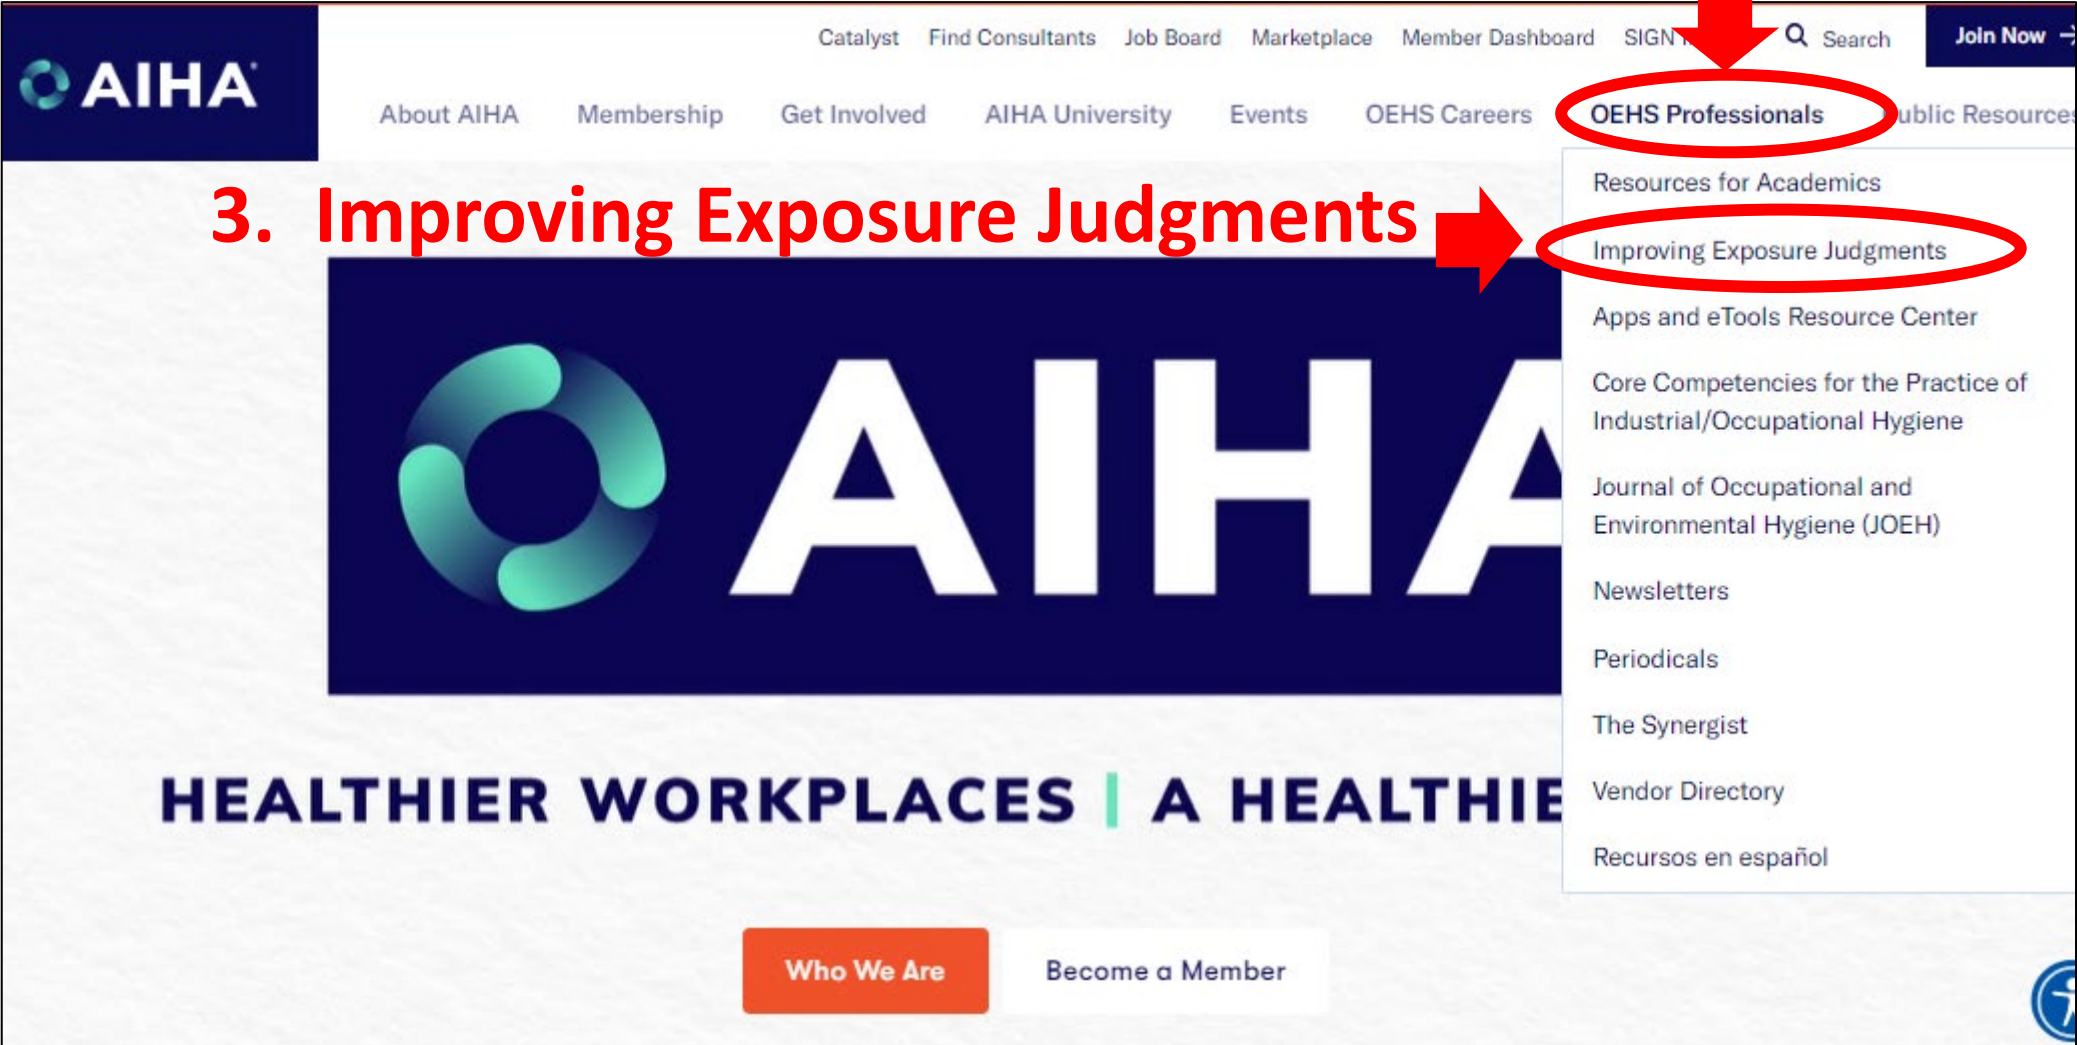 Catalyst Find Consultants Job Board Marketplace Member Dashboard SIGN Search Join Now →
AIHA
About AIHA Membership Get Involved AIHA University Events OEHS Careers OEHS Professionals Public Resources
3. Improving Exposure Judgments
Resources for Academics
Improving Exposure Judgments
Apps and eTools Resource Center
Core Competencies for the Practice of
Industrial/Occupational Hygiene
Journal of Occupational and
Environmental Hygiene (JOEH)
Newsletters
Periodicals
The Synergist
Vendor Directory
Recursos en español
AIHA
HEALTHIER WORKPLACES | A HEALTHIE
Who We Are Become a Member